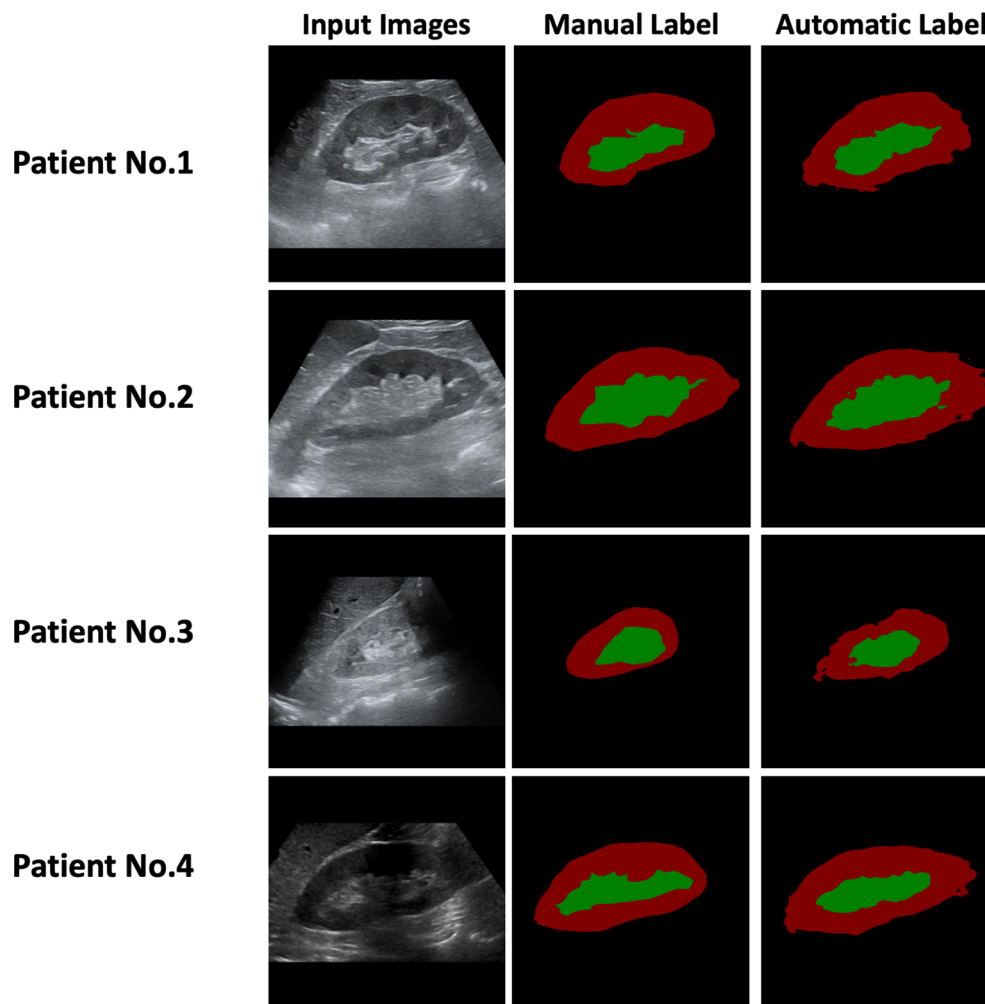 Input Images
Manual Label
Automatic Label
Patient No.1
Patient No.2
Patient No.3
Patient No.4